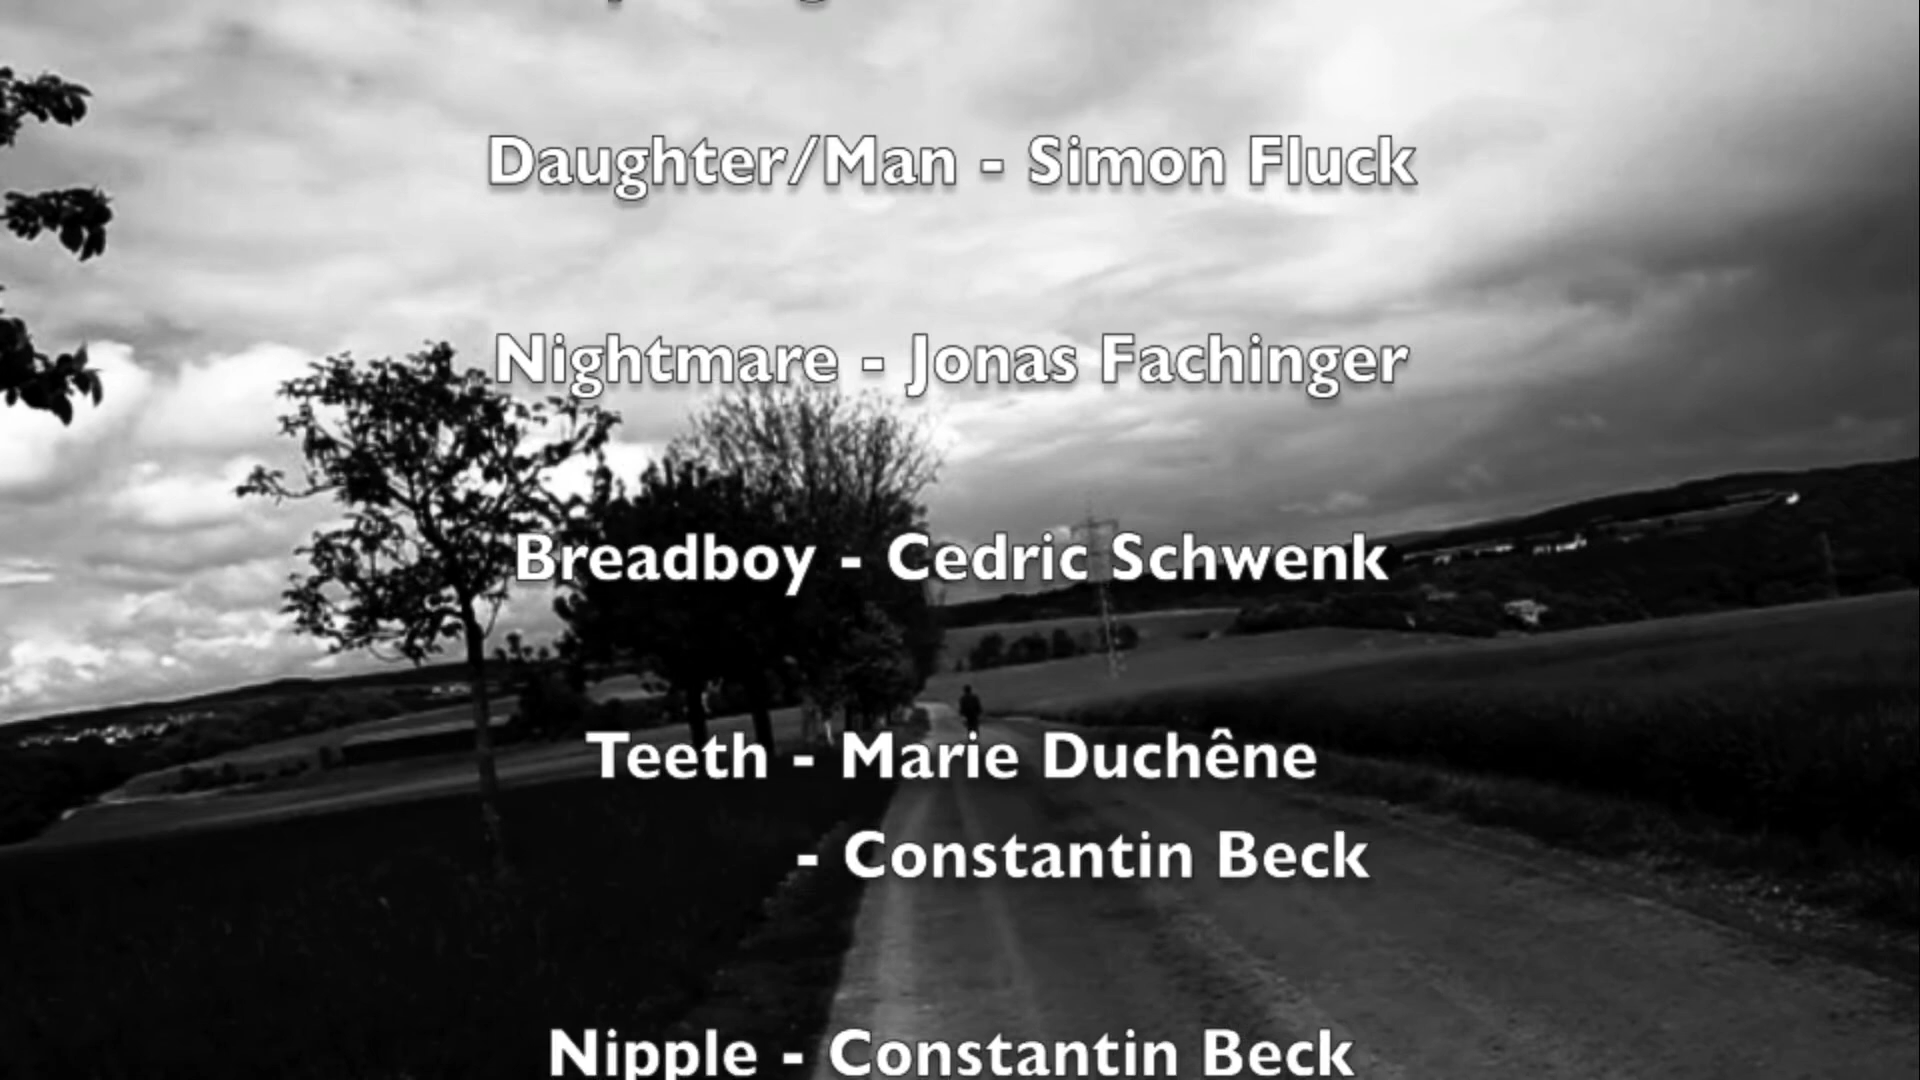 Daughter/Man - Simon Fluck
Nightmare - Jonas Fachinger
Breadboy - Cedric Schwenk
Teeth - Marie Duchêne
- Constantin Beck
Nipple - Constantin Beck